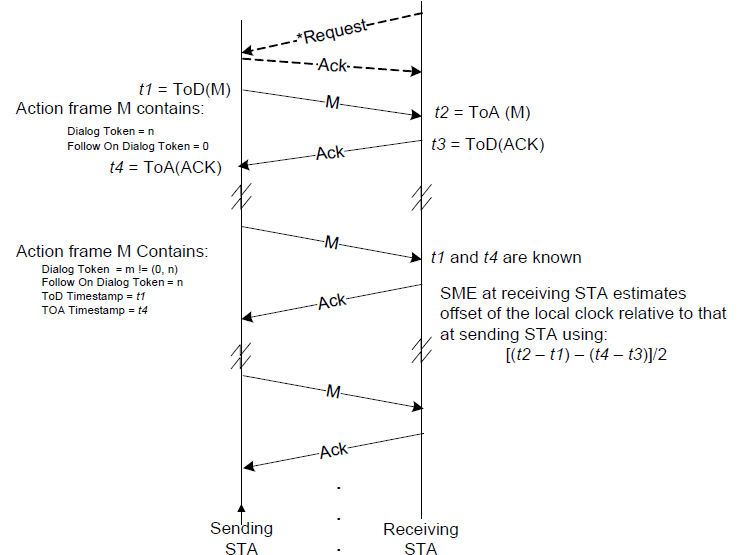 *Request
Ack
t1 = ToD(M)
Action frame M contains:
Dialog Token = n
Follow On Dialog Token = 0
M
t2 = ToA (M)
t3 = ToD(ACK)
Ack
t4 = ToA(ACK)
Action frame M Contains:
Dialog Token = m != (0, n)
Follow On Dialog Token = n
ToD Timestamp = t1
TOA Timestamp = t4
M
t1 and t4 are known
Ack
SME at receiving STA estimates
offset of the local clock relative to that
at sending STA using:
[(t2 – t1) – (t4 – t3)]/2
M
Ack
Sending
STA
Receiving
STA